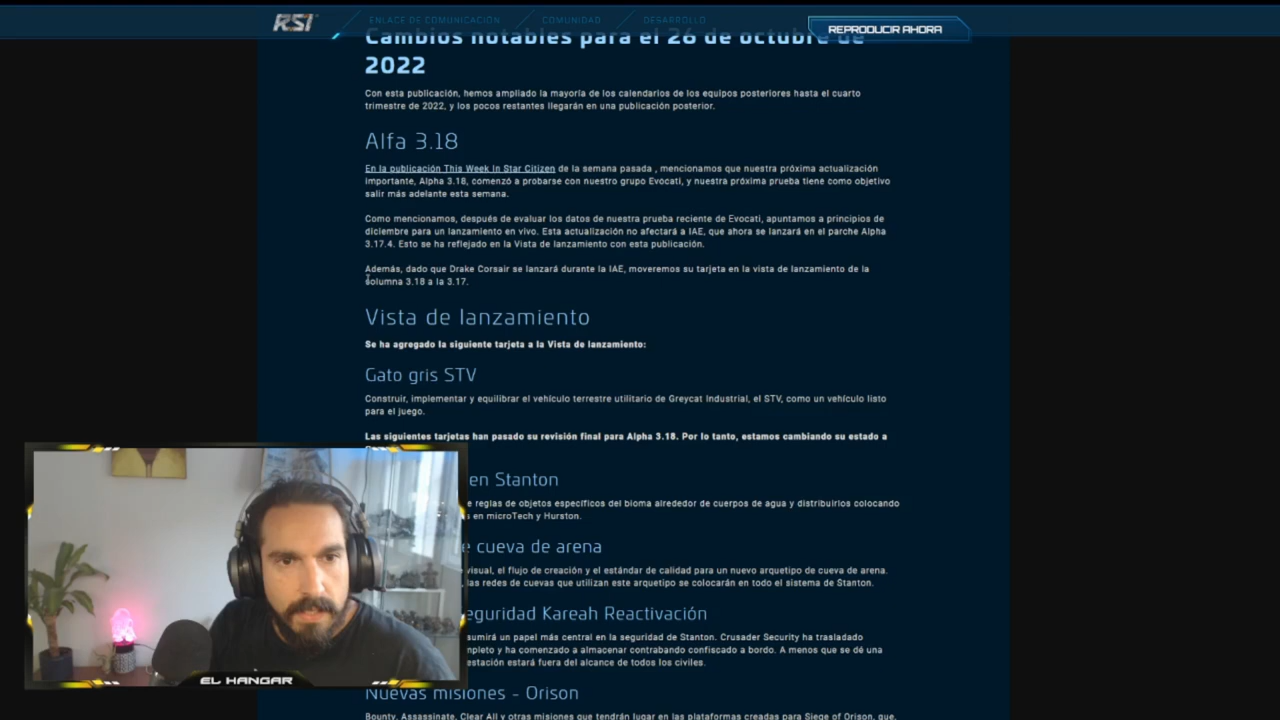 RSI
ENLACE DE COMUNICACIÓN
COMUNIDAD
DESARROLLO
REPRODUCIR AHORA
Cambios notables para el 26 de octubre de
2022
Con esta publicación, hemos ampliado la mayoría de los calendarios de los equipos posteriores hasta el cuarto
trimestre de 2022, y los pocos restantes llegarán en una publicación posterior.
Alfa 3.18
En la publicación This Week In Star Citizen de la semana pasada , mencionamos que nuestra próxima actualización
importante, Alpha 3.18, comenzó a probarse con nuestro grupo Evocati, y nuestra próxima prueba tiene como objetivo
salir más adelante esta semana.
Como mencionamos, después de evaluar los datos de nuestra prueba reciente de Evocati, apuntamos a principios de
diciembre para un lanzamiento en vivo. Esta actualización no afectará a IAE, que ahora se lanzará en el parche Alpha
3.17.4. Esto se ha reflejado en la Vista de lanzamiento con esta publicación.
Además, dado que Drake Corsair se lanzará durante la IAE, moveremos su tarjeta en la vista de lanzamiento de la
columna 3.18 a la 3.17.
Vista de lanzamiento
Se ha agregado la siguiente tarjeta a la Vista de lanzamiento:
Gato gris STV
Construir, implementar y equilibrar el vehículo terrestre utilitario de Greycat Industrial, el STV, como un vehículo listo
para el juego.
Las siguientes tarjetas han pasado su revisión final para Alpha 3.18. Por lo tanto, estamos cambiando su estado a
en Stanton
reglas de objetos específicos del bioma alrededor de cuerpos de agua y distribuirlos colocando
en microTech y Hurston.
cueva de arena
visual, el flujo de creación y el estándar de calidad para un nuevo arquetipo de cueva de arena.
las redes de cuevas que utilizan este arquetipo se colocarán en todo el sistema de Stanton.
eguridad Kareah Reactivación
sumirá un papel más central en la seguridad de Stanton. Crusader Security ha trasladado
mpleto y ha comenzado a almacenar contrabando confiscado a bordo. A menos que se dé una
estación estará fuera del alcance de todos los civiles.
Nuevas misiones - Orison
Bounty, Assassinate, Clear All y otras misiones que tendrán lugar en las plataformas creadas para Siege of Orison, que,
EL HANGAR